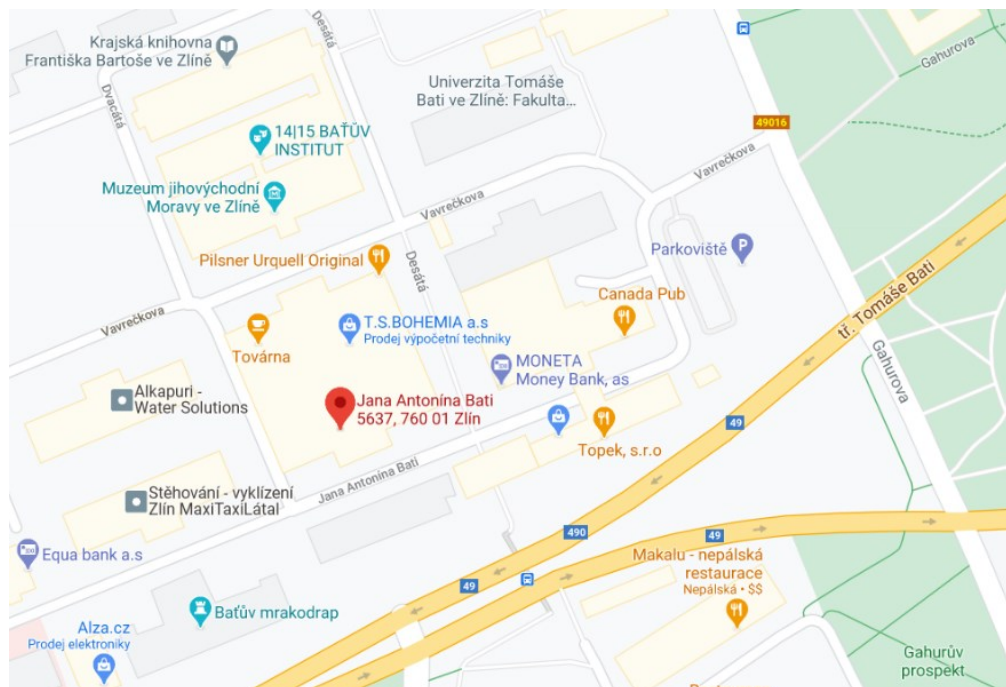 Krajská knihovna
Františka Bartoše ve Zlíně
Dvacátá
Desátá
Univerzita Tomáše
Bati ve Zlíně: Fakulta...
Gahurova
49016
14|15 BAŤŮV
INSTITUT
Muzeum jihovýchodní
Moravy ve Zlíně
Vavrečkova
Vavrečkova
Pilsner Urquell Original
Desátá
Parkoviště
P
Canada Pub
tř. Tomáše Bati
Vavrečkova
Továrna
T.S.BOHEMIA a.s
Prodej výpočetní techniky
MONETA
Money Bank, as
Gahurova
Alkapuri -
Water Solutions
Jana Antonína Bati
5637, 760 01 Zlín
49
Topek, s.r.o
Jana Antonína Bati
Stěhování - vyklízení
Zlín MaxiTaxiLátal
490
49
Equa bank a.s
Makalu - nepálská
restaurace
Nepálská • $$
49
Baťův mrakodrap
Alza.cz
Prodej elektroniky
Gahurův
prospekt